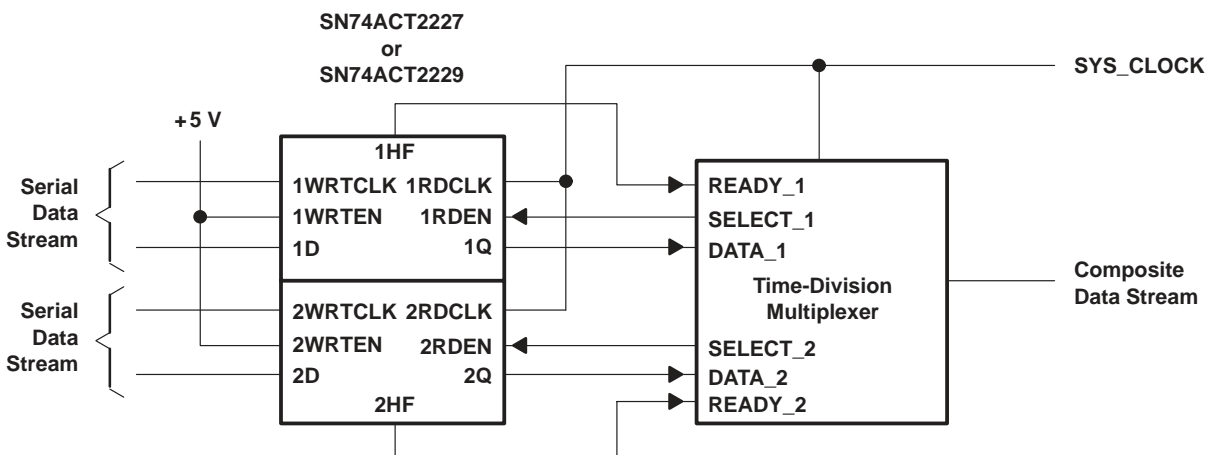 SN74ACT2227
or
SN74ACT2229
SYS_CLOCK
+5 V
1HF
Serial
Data
Stream
1WRTCLK 1RDCLK
1WRTEN 1RDEN
1D 1Q
READY_1
SELECT_1
DATA_1
Time-Division
Multiplexer
Composite
Data Stream
Serial
Data
Stream
2WRTCLK 2RDCLK
2WRTEN 2RDEN
2D 2Q
2HF
SELECT_2
DATA_2
READY_2